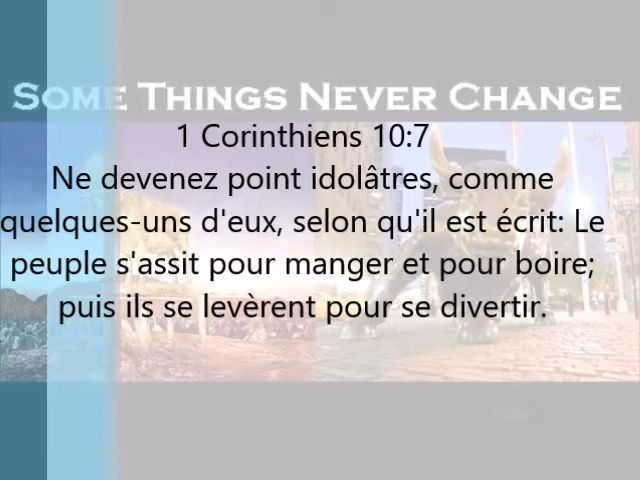 Some Things Never Change
1 Corinthiens 10:7
Ne devenez point idolâtres, comme
quelques-uns d'eux, selon qu'il est écrit: Le
peuple s'assit pour manger et pour boire;
puis ils se levèrent pour se divertir.